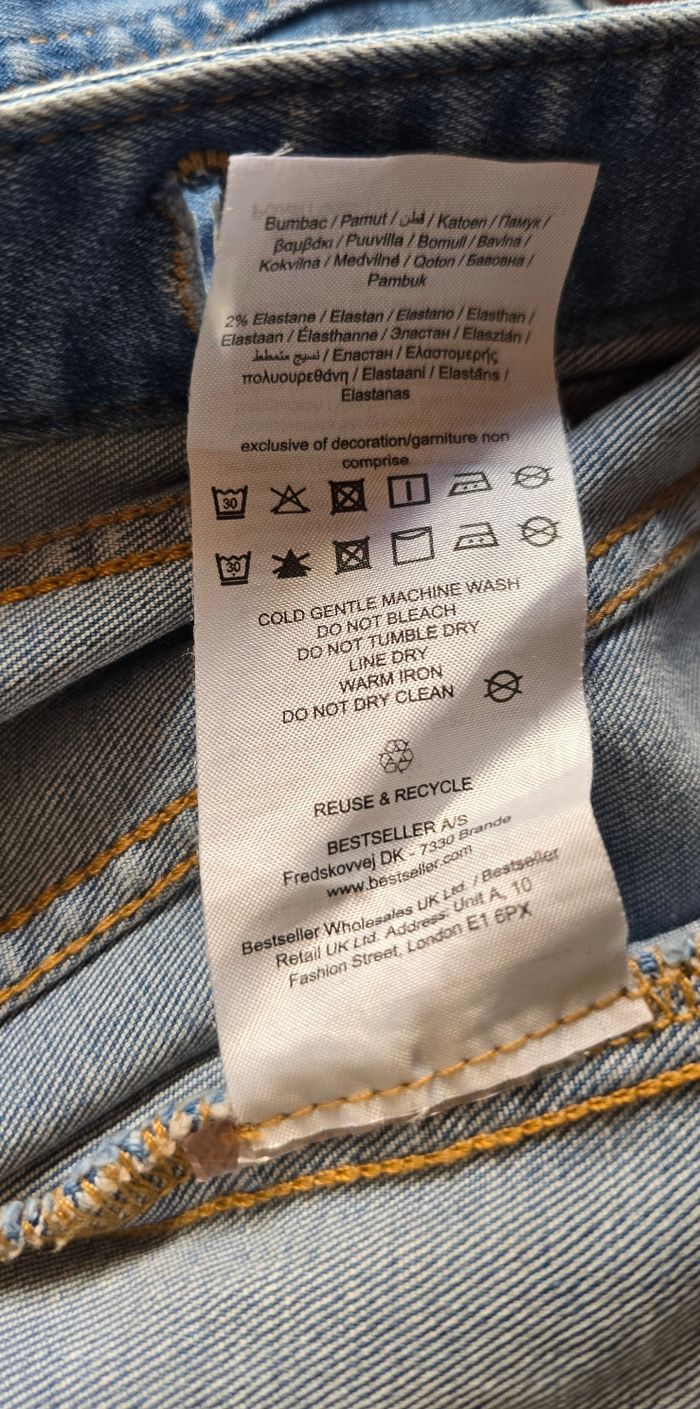 Bumbac / Pamut / قطن / Katoen / Памук /
βαμβάκι / Puuvilla / Bomull / Bavlna /
Kokvilna / Medvilnė / Qoton / Бавовна /
Pambuk
2% Elastane / Elastan / Elastano / Elasthan /
Elastaan / Élasthanne / Эластан / Elasztán /
نسيج متمطط / Еластан / Ελαστομερής
πολυουρεθάνη / Elastaani / Elastāns /
Elastanas
exclusive of decoration/garniture non
comprise
30
30
COLD GENTLE MACHINE WASH
DO NOT BLEACH
DO NOT TUMBLE DRY
LINE DRY
WARM IRON
DO NOT DRY CLEAN
REUSE & RECYCLE
BESTSELLER A/S
Fredskovvej DK - 7330 Brande
www.bestseller.com
Bestseller Wholesales UK Ltd. / Bestseller
Retail UK Ltd. Address: Unit A, 10
Fashion Street, London E1 6PX